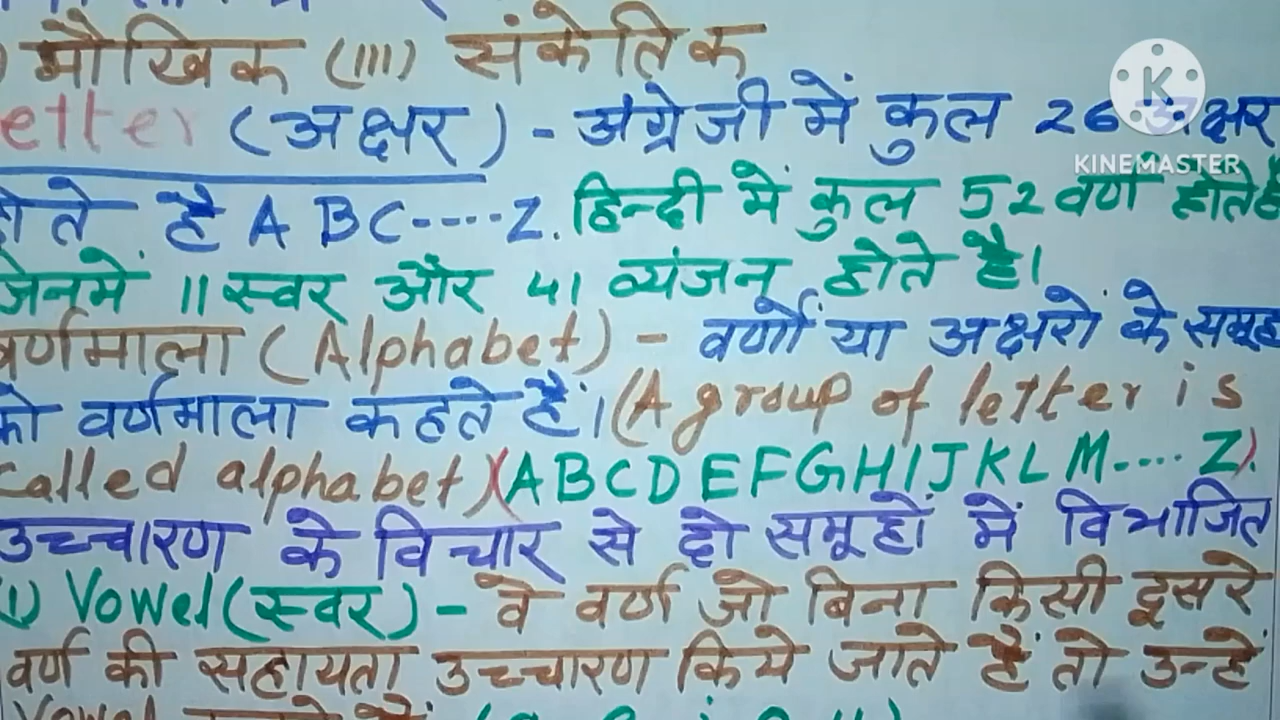 मौखिक (III) संकेतिक
etter (अक्षर) - अंग्रेजी में कुल 26 अक्षर
होते है A B C----Z. हिन्दी में कुल 52 वर्ण होते है
जिनमें 11 स्वर और 41 व्यंजन होते है।
वर्णमाला (Alphabet) - वर्णों या अक्षरों के समूह
को वर्णमाला कहते हैं। (A group of letter is
called alphabet) (A B C D E F G H I J K L M---- Z).
उच्चारण के विचार से दो समूहों में विभाजित
(1) Vowel (स्वर) - वे वर्ण जो बिना किसी दूसरे
वर्ण की सहायता उच्चारण किये जाते हैं तो उन्हें
Vowel
K
KINEMASTER